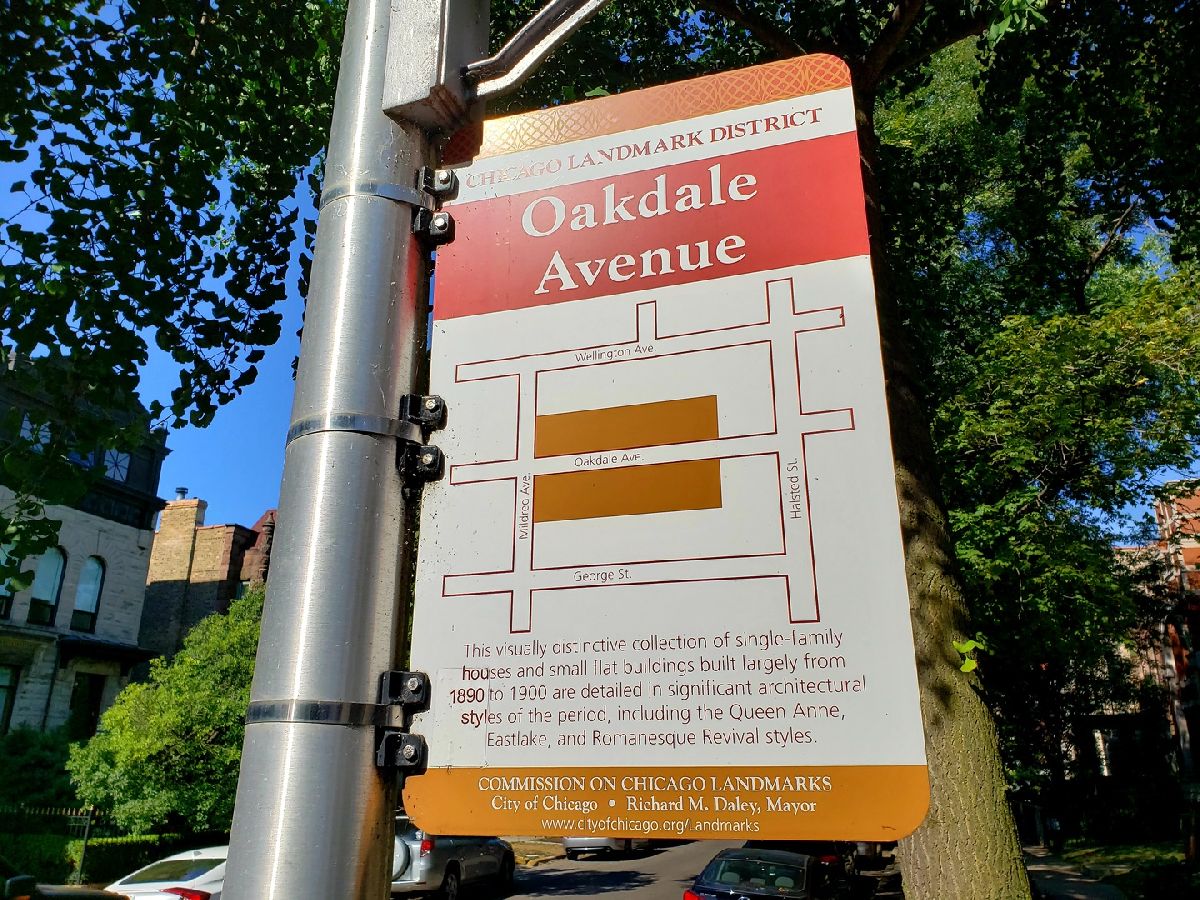 CHICAGO LANDMARK DISTRICT
Oakdale
Avenue
Wellington Ave.
Oakdale Ave.
Mildred Ave.
Halsted St.
George St.
This visually distinctive collection of single-family
houses and small flat buildings built largely from
1890 to 1900 are detailed in significant architectural
styles of the period, including the Queen Anne,
Eastlake, and Romanesque Revival styles.
COMMISSION ON CHICAGO LANDMARKS
City of Chicago • Richard M. Daley, Mayor
www.cityofchicago.org/Landmarks